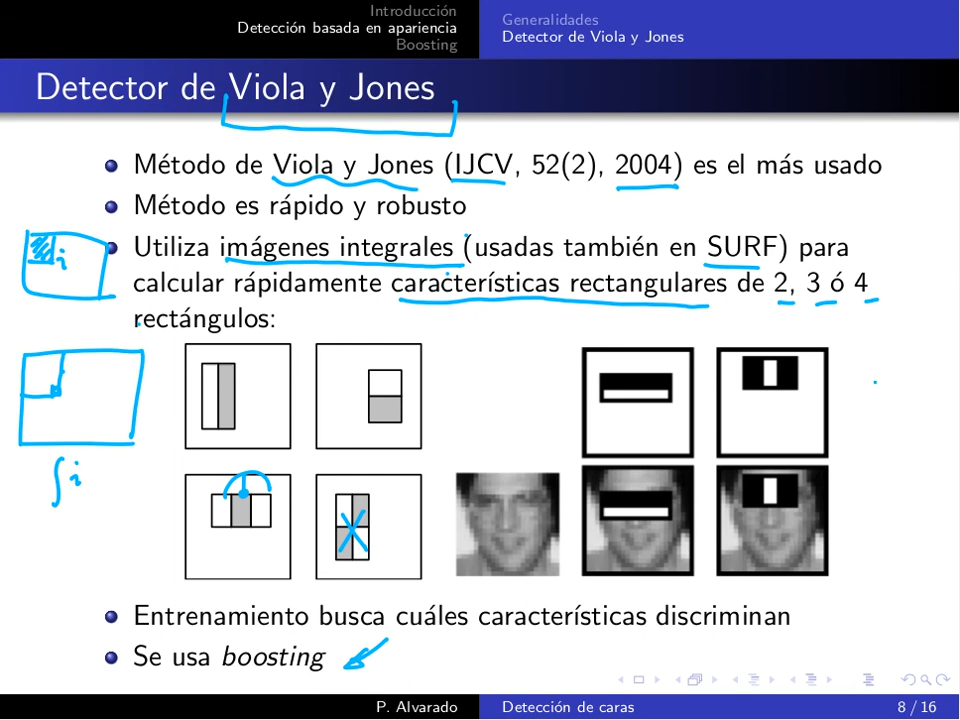 Introducción
Detección basada en apariencia
Boosting
Generalidades
Detector de Viola y Jones
Detector de Viola y Jones
Método de Viola y Jones (IJCV, 52(2), 2004) es el más usado
Método es rápido y robusto
Utiliza imágenes integrales (usadas también en SURF) para
calcular rápidamente características rectangulares de 2, 3 ó 4
rectángulos:
i
∫i
Entrenamiento busca cuáles características discriminan
Se usa boosting
P. Alvarado
Detección de caras
8 / 16